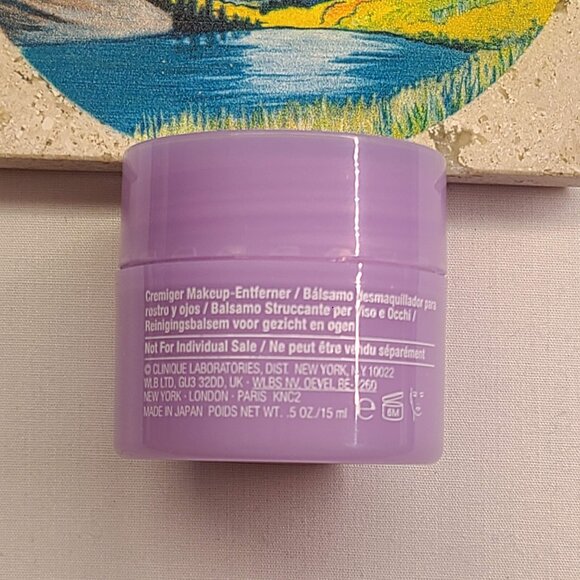 Cremiger Makeup-Entferner / Bálsamo desmaquillador para
rostro y ojos / Balsamo Struccante per Viso e Occhi /
Reinigingsbalsem voor gezicht en ogen
Not For Individual Sale / Ne peut être vendu séparément
© CLINIQUE LABORATORIES, DIST. NEW YORK, N.Y. 10022
WLB LTD, GU3 32DD, UK · WLBS NV, OEVEL BE-2260
NEW YORK · LONDON · PARIS KNC2
MADE IN JAPAN POIDS NET WT. .5 OZ/15 ml e 6M